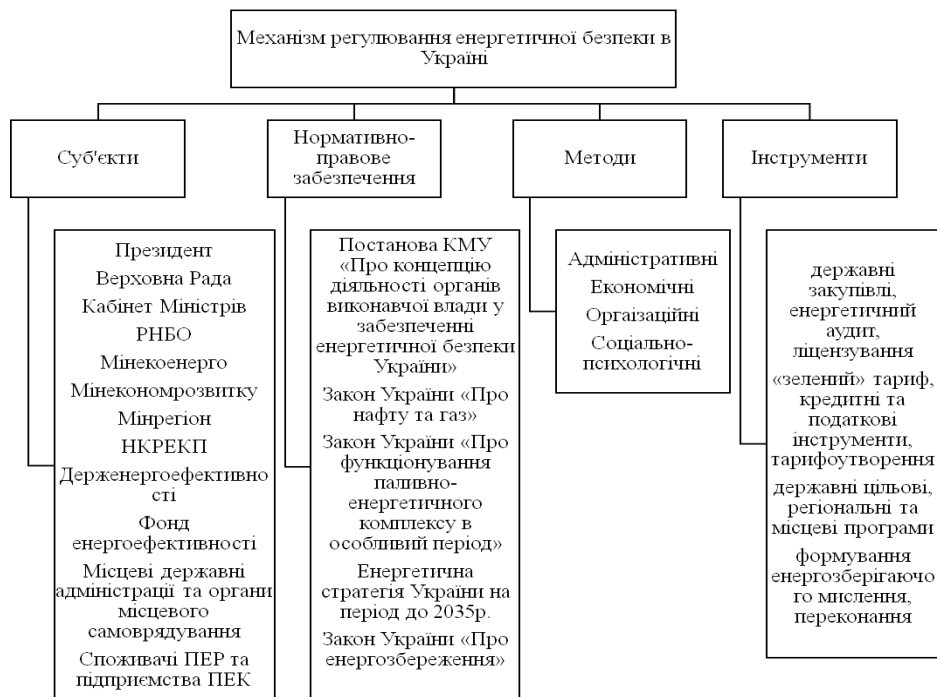 Механізм регулювання енергетичної безпеки в
Україні
Суб'єкти
Нормативно-
правове
забезпечення
Методи
Інструменти
Президент
Верховна Рада
Кабінет Міністрів
РНБО
Мінекоенерго
Мінекономрозвитку
Мінрегіон
НКРЕКП
Держенергоефективно
сті
Фонд
енергоефективності
Місцеві державні
адміністрації та органи
місцевого
самоврядування
Споживачі ПЕР та
підприємства ПЕК
Постанова КМУ
«Про концепцію
діяльності органів
виконавчої влади у
забезпеченні
енергетичної безпеки
України»
Закон України «Про
нафту та газ»
Закон України «Про
функціонування
паливно-
енергетичного
комплексу в
особливий період»
Енергетична
стратегія України на
період до 2035р.
Закон України «Про
енергозбереження»
Адміністративні
Економічні
Оргаізаційні
Соціально-
психологічні
державні
закупівлі,
енергетичний
аудит,
ліцензування
«зелений» тариф,
кредитні та
податкові
інструменти,
тарифоутворення
державні цільові,
регіональні та
місцеві програми
формування
енергозберігаючо
го мислення,
переконання